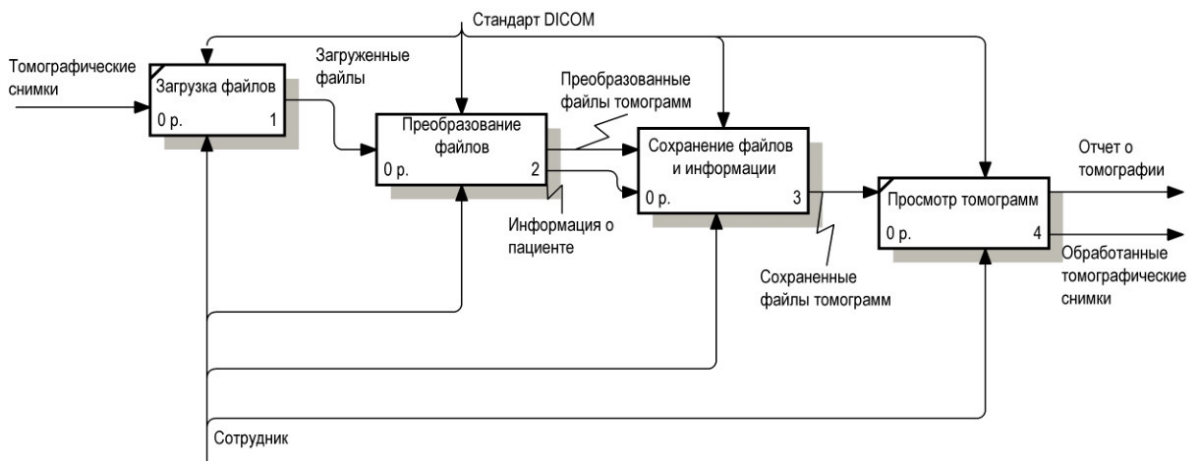 Стандарт DICOM
Томографические
снимки
Загрузка файлов
0 р.
1
Загруженные
файлы
Преобразование
файлов
0 р.
2
Преобразованные
файлы томограмм
Информация о
пациенте
Сохранение файлов
и информации
0 р.
3
Сохраненные
файлы томограмм
Просмотр томограмм
0 р.
4
Отчет о
томографии
Обработанные
томографические
снимки
Сотрудник